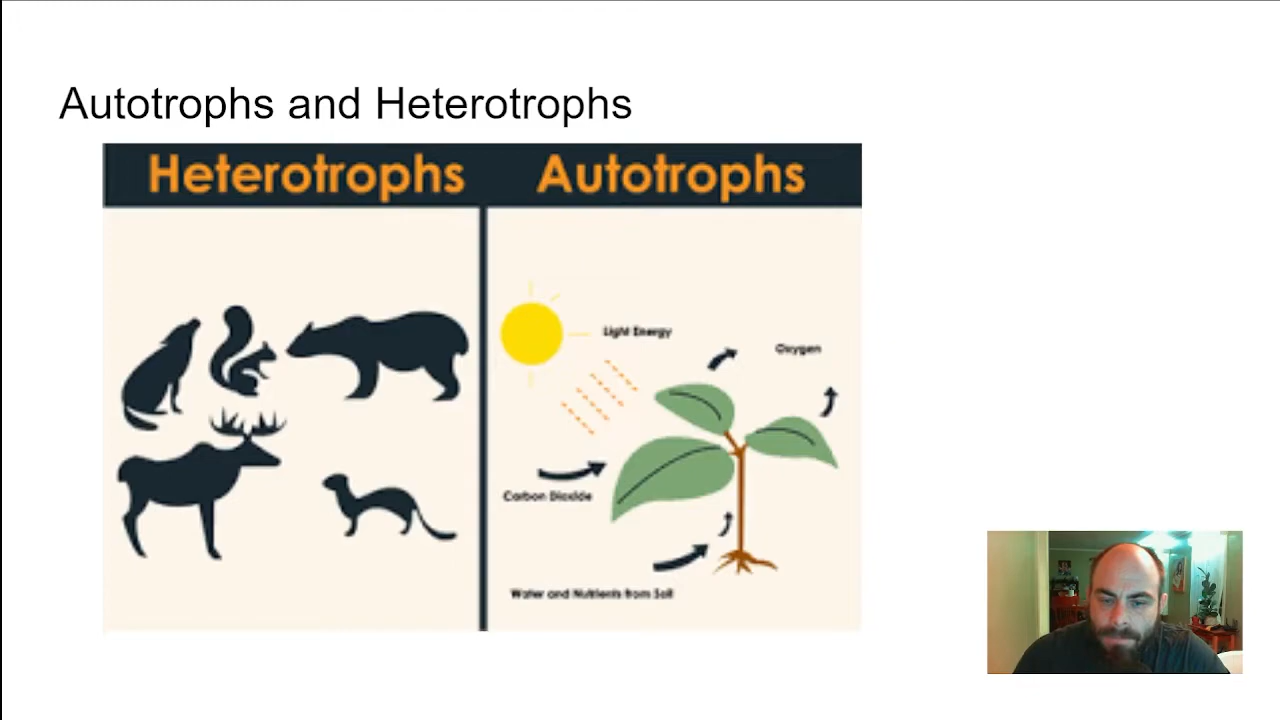 Autotrophs and Heterotrophs
Heterotrophs
Autotrophs
Light Energy
Oxygen
Carbon Dioxide
Water and Nutrients from Soil